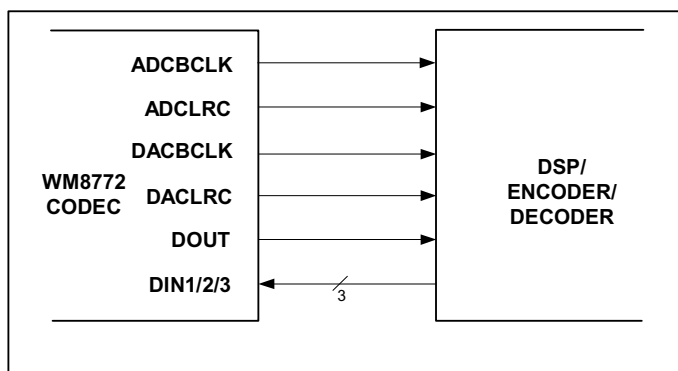 ADCBCLK
ADCLRC
DACBCLK
WM8772
CODEC
DACLRC
DOUT
DIN1/2/3
3
DSP/
ENCODER/
DECODER